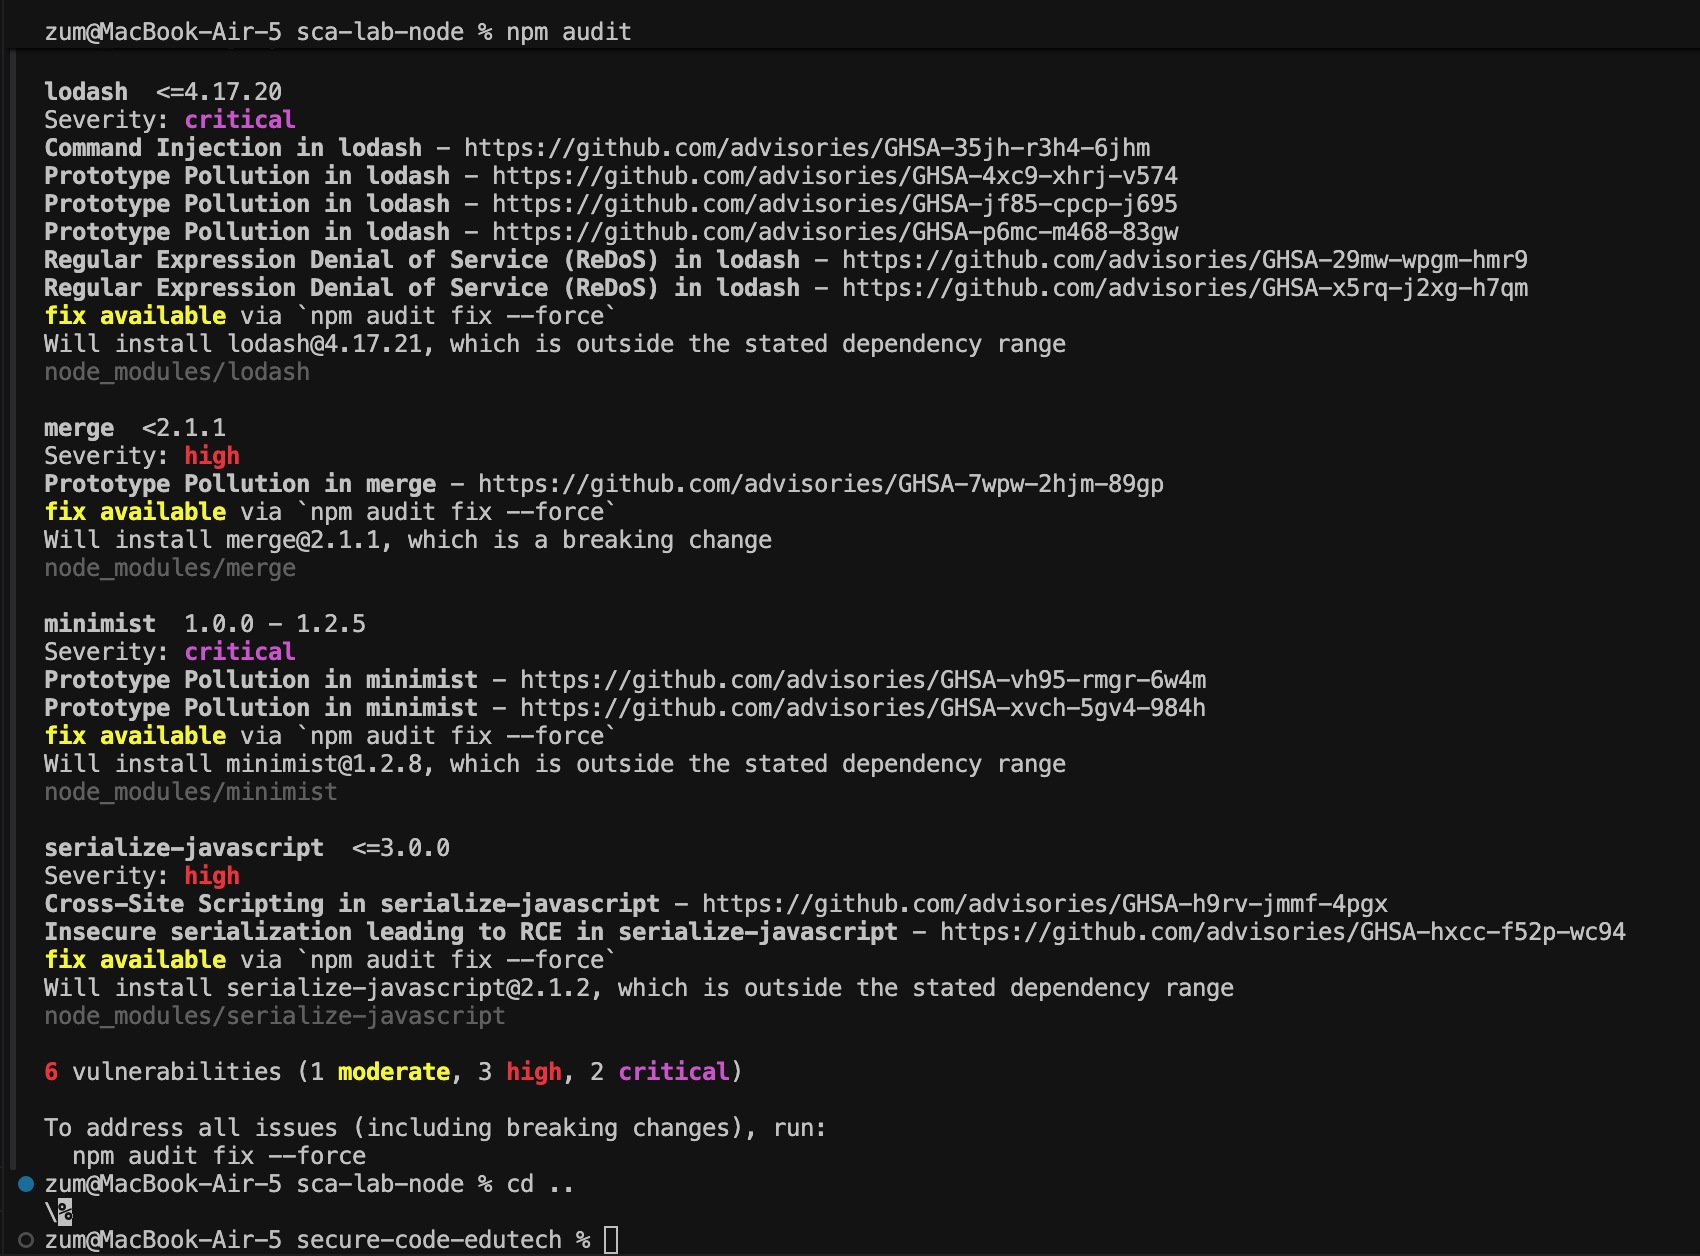 zum@MacBook-Air-5 sca-lab-node % npm audit
lodash  <=4.17.20
Severity: critical
Command Injection in lodash - https://github.com/advisories/GHSA-35jh-r3h4-6jhm
Prototype Pollution in lodash - https://github.com/advisories/GHSA-4xc9-xhrj-v574
Prototype Pollution in lodash - https://github.com/advisories/GHSA-jf85-cpcp-j695
Prototype Pollution in lodash - https://github.com/advisories/GHSA-p6mc-m468-83gw
Regular Expression Denial of Service (ReDoS) in lodash - https://github.com/advisories/GHSA-29mw-wpgm-hmr9
Regular Expression Denial of Service (ReDoS) in lodash - https://github.com/advisories/GHSA-x5rq-j2xg-h7qm
fix available via `npm audit fix --force`
Will install lodash@4.17.21, which is outside the stated dependency range
node_modules/lodash
merge  <2.1.1
Severity: high
Prototype Pollution in merge - https://github.com/advisories/GHSA-7wpw-2hjm-89gp
fix available via `npm audit fix --force`
Will install merge@2.1.1, which is a breaking change
node_modules/merge
minimist  1.0.0 - 1.2.5
Severity: critical
Prototype Pollution in minimist - https://github.com/advisories/GHSA-vh95-rmgr-6w4m
Prototype Pollution in minimist - https://github.com/advisories/GHSA-xvch-5gv4-984h
fix available via `npm audit fix --force`
Will install minimist@1.2.8, which is outside the stated dependency range
node_modules/minimist
serialize-javascript  <=3.0.0
Severity: high
Cross-Site Scripting in serialize-javascript - https://github.com/advisories/GHSA-h9rv-jmmf-4pgx
Insecure serialization leading to RCE in serialize-javascript - https://github.com/advisories/GHSA-hxcc-f52p-wc94
fix available via `npm audit fix --force`
Will install serialize-javascript@2.1.2, which is outside the stated dependency range
node_modules/serialize-javascript
6 vulnerabilities (1 moderate, 3 high, 2 critical)
To address all issues (including breaking changes), run:
  npm audit fix --force
zum@MacBook-Air-5 sca-lab-node % cd ..
\%
zum@MacBook-Air-5 secure-code-edutech %